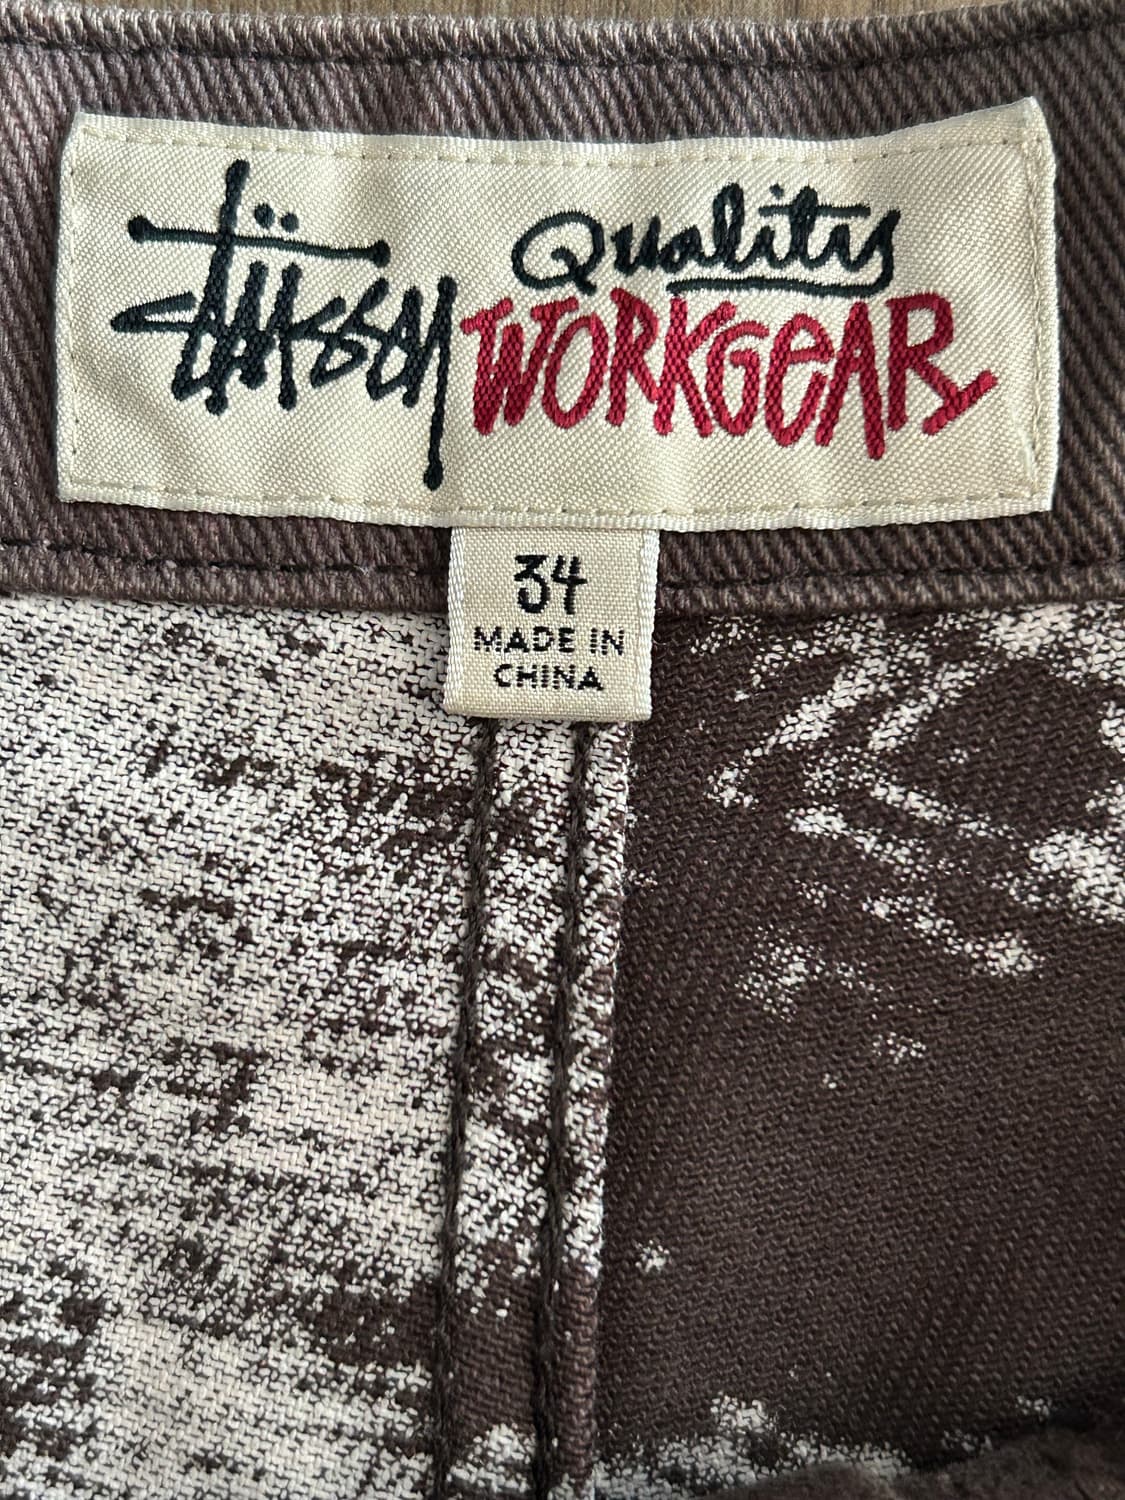 Stüssy Quality
WORKGEAR
34
MADE IN
CHINA